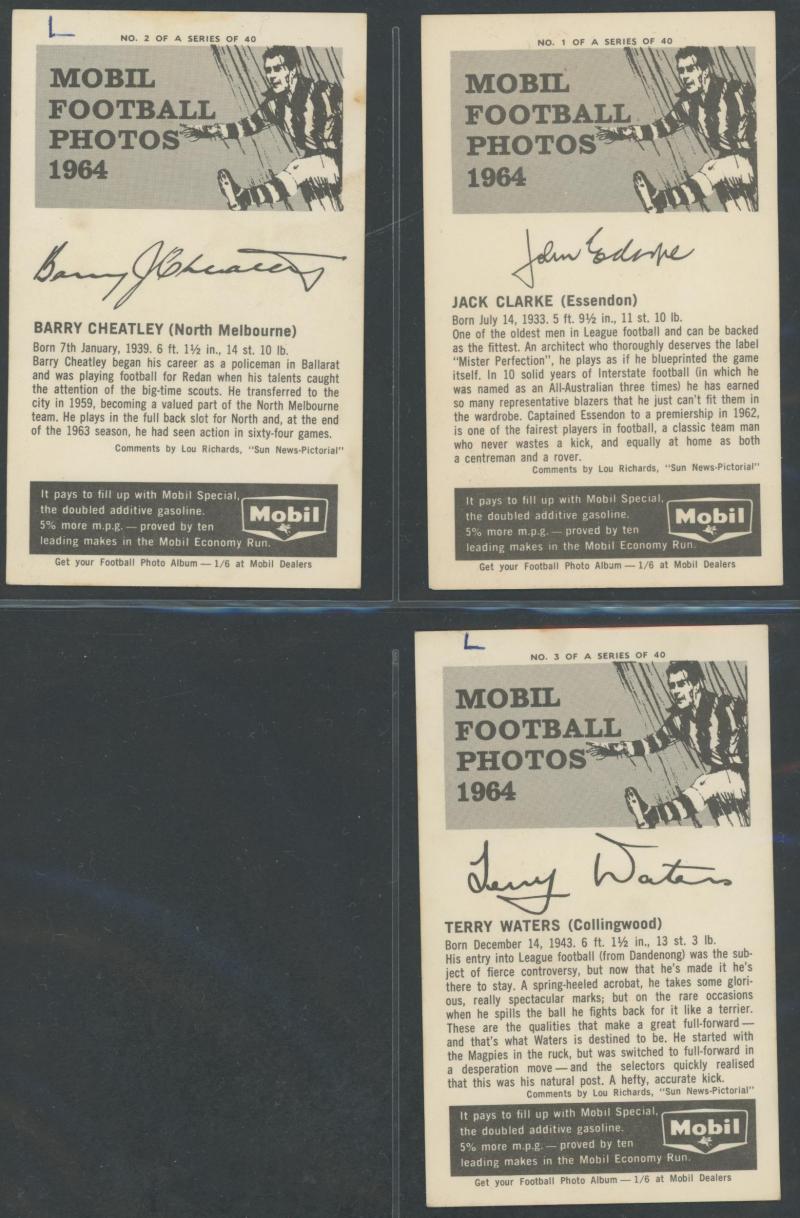 L
NO. 2 OF A SERIES OF 40
MOBIL
FOOTBALL
PHOTOS
1964
Barry J Cheatley
BARRY CHEATLEY (North Melbourne)
Born 7th January, 1939. 6 ft. 1½ in., 14 st. 10 lb.
Barry Cheatley began his career as a policeman in Ballarat
and was playing football for Redan when his talents caught
the attention of the big-time scouts. He transferred to the
city in 1959, becoming a valued part of the North Melbourne
team. He plays in the full back slot for North and, at the end
of the 1963 season, he had seen action in sixty-four games.
Comments by Lou Richards, "Sun News-Pictorial"
It pays to fill up with Mobil Special,
the doubled additive gasoline.
5% more m.p.g. — proved by ten
leading makes in the Mobil Economy Run.
Mobil
Get your Football Photo Album — 1/6 at Mobil Dealers
NO. 1 OF A SERIES OF 40
MOBIL
FOOTBALL
PHOTOS
1964
John
JACK CLARKE (Essendon)
Born July 14, 1933. 5 ft. 9½ in., 11 st. 10 lb.
One of the oldest men in League football and can be backed
as the fittest. An architect who thoroughly deserves the label
"Mister Perfection", he plays as if he blueprinted the game
itself. In 10 solid years of Interstate football (in which he
was named as an All-Australian three times) he has earned
so many representative blazers that he just can't fit them in
the wardrobe. Captained Essendon to a premiership in 1962,
is one of the fairest players in football, a classic team man
who never wastes a kick, and equally at home as both
a centreman and a rover.
Comments by Lou Richards, "Sun News-Pictorial"
It pays to fill up with Mobil Special,
the doubled additive gasoline.
5% more m.p.g. — proved by ten
leading makes in the Mobil Economy Run.
Mobil
Get your Football Photo Album — 1/6 at Mobil Dealers
L
NO. 3 OF A SERIES OF 40
MOBIL
FOOTBALL
PHOTOS
1964
Terry Waters
TERRY WATERS (Collingwood)
Born December 14, 1943. 6 ft. 1½ in., 13 st. 3 lb.
His entry into League football (from Dandenong) was the sub-
ject of fierce controversy, but now that he's made it he's
there to stay. A spring-heeled acrobat, he takes some glori-
ous, really spectacular marks; but on the rare occasions
when he spills the ball he fights back for it like a terrier.
These are the qualities that make a great full-forward —
and that's what Waters is destined to be. He started with
the Magpies in the ruck, but was switched to full-forward in
a desperation move — and the selectors quickly realised
that this was his natural post. A hefty, accurate kick.
Comments by Lou Richards, "Sun News-Pictorial"
It pays to fill up with Mobil Special,
the doubled additive gasoline.
5% more m.p.g. — proved by ten
leading makes in the Mobil Economy Run.
Mobil
Get your Football Photo Album — 1/6 at Mobil Dealers